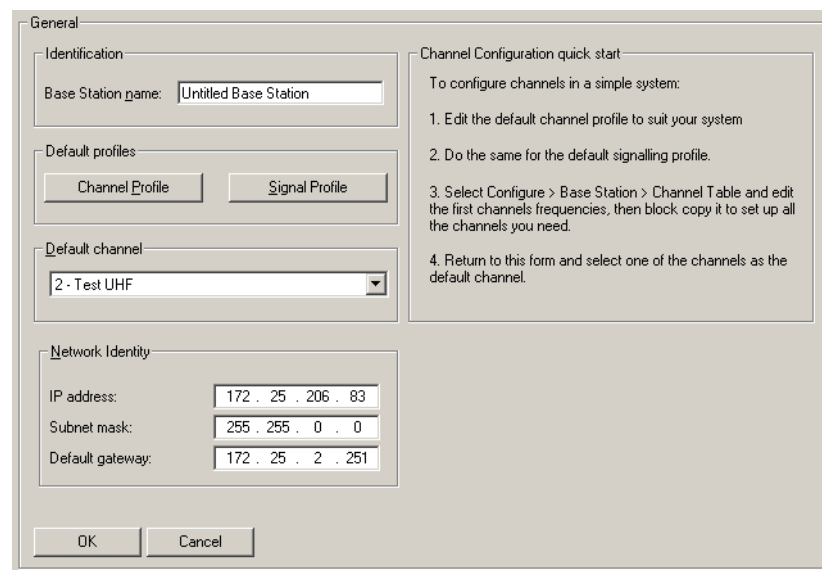 General
Identification
Base Station name: Untitled Base Station
Default profiles
Channel Profile
Signal Profile
Default channel
2 - Test UHF
Network Identity
IP address: 172 . 25 . 206 . 83
Subnet mask: 255 . 255 . 0 . 0
Default gateway: 172 . 25 . 2 . 251
OK
Cancel
Channel Configuration quick start
To configure channels in a simple system:
1. Edit the default channel profile to suit your system
2. Do the same for the default signalling profile.
3. Select Configure > Base Station > Channel Table and edit
the first channels frequencies, then block copy it to set up all
the channels you need.
4. Return to this form and select one of the channels as the
default channel.